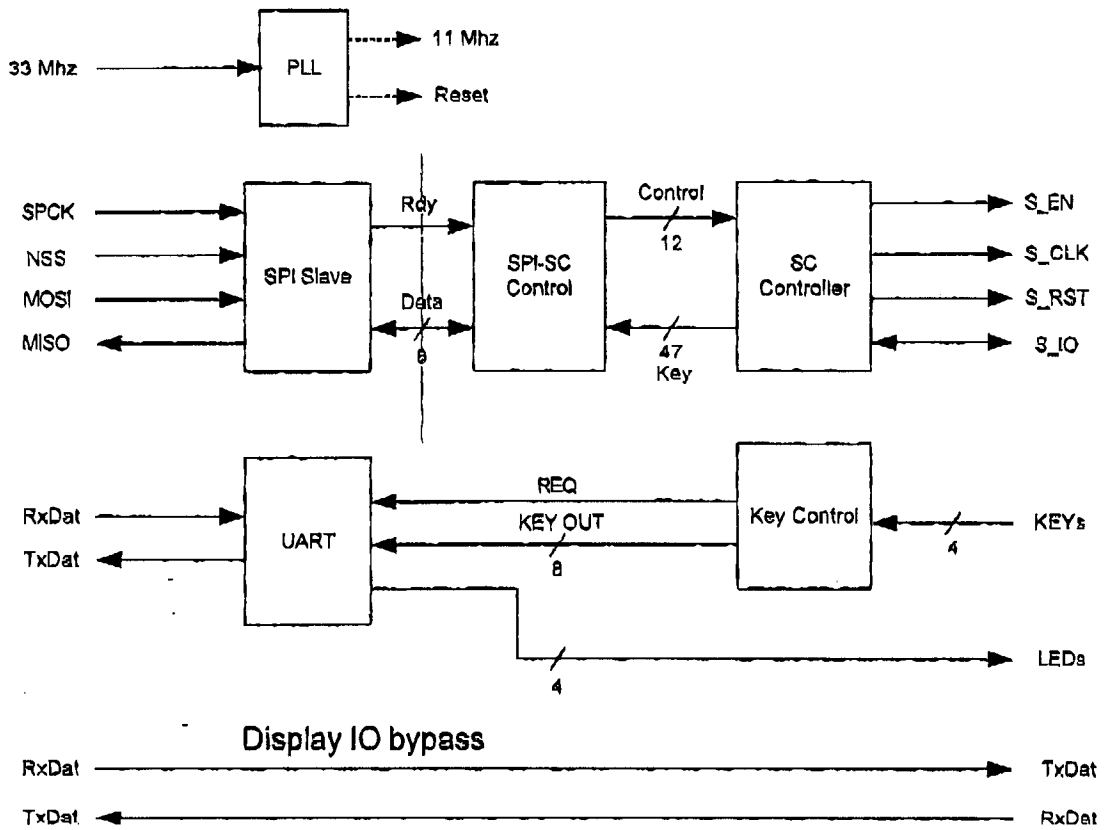 11 Mhz
33 Mhz
PLL
Reset
SPCK
NSS
MOSI
MISO
SPI Slave
Rdy
Data
8
SPI-SC
Control
Control
12
47
Key
SC
Controller
S_EN
S_CLK
S_RST
S_IO
RxDat
TxDat
UART
REQ
KEY OUT
8
Key Control
KEYs
4
LEDs
4
Display IO bypass
RxDat
TxDat
TxDat
RxDat